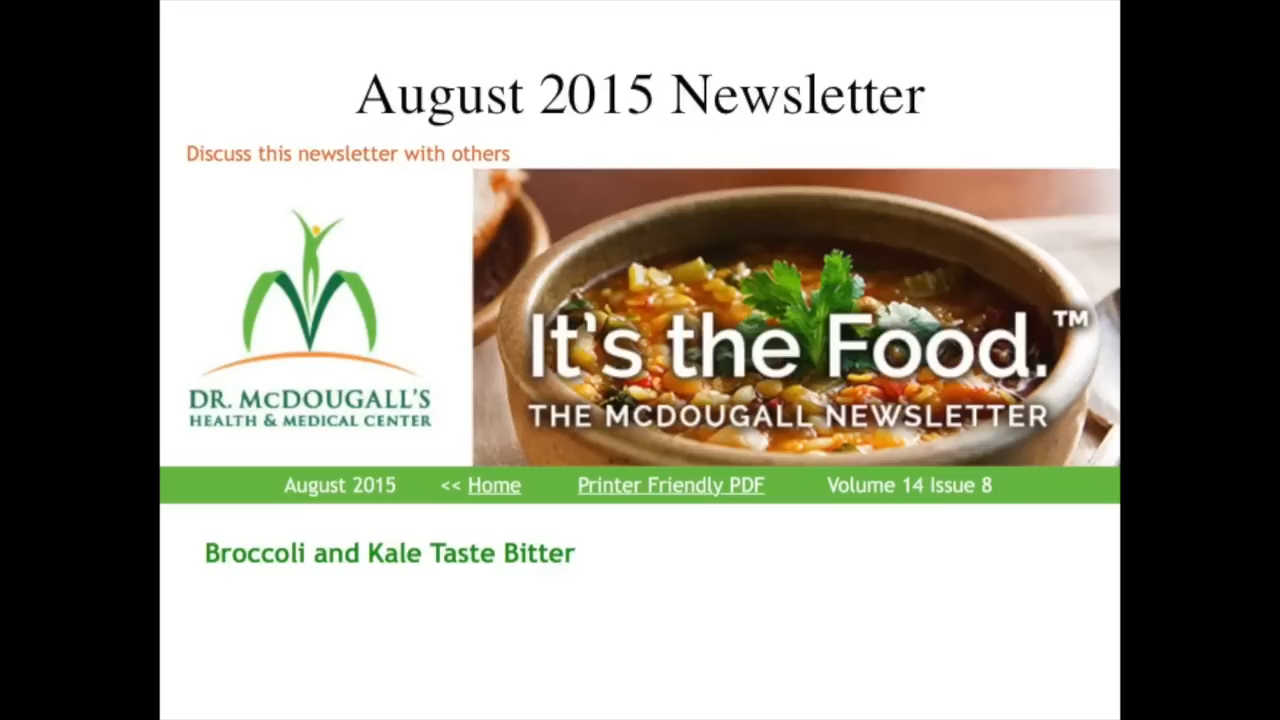 August 2015 Newsletter
Discuss this newsletter with others
DR. McDOUGALL'S
HEALTH & MEDICAL CENTER
It's the Food.™
THE MCDOUGALL NEWSLETTER
August 2015 << Home Printer Friendly PDF Volume 14 Issue 8
Broccoli and Kale Taste Bitter